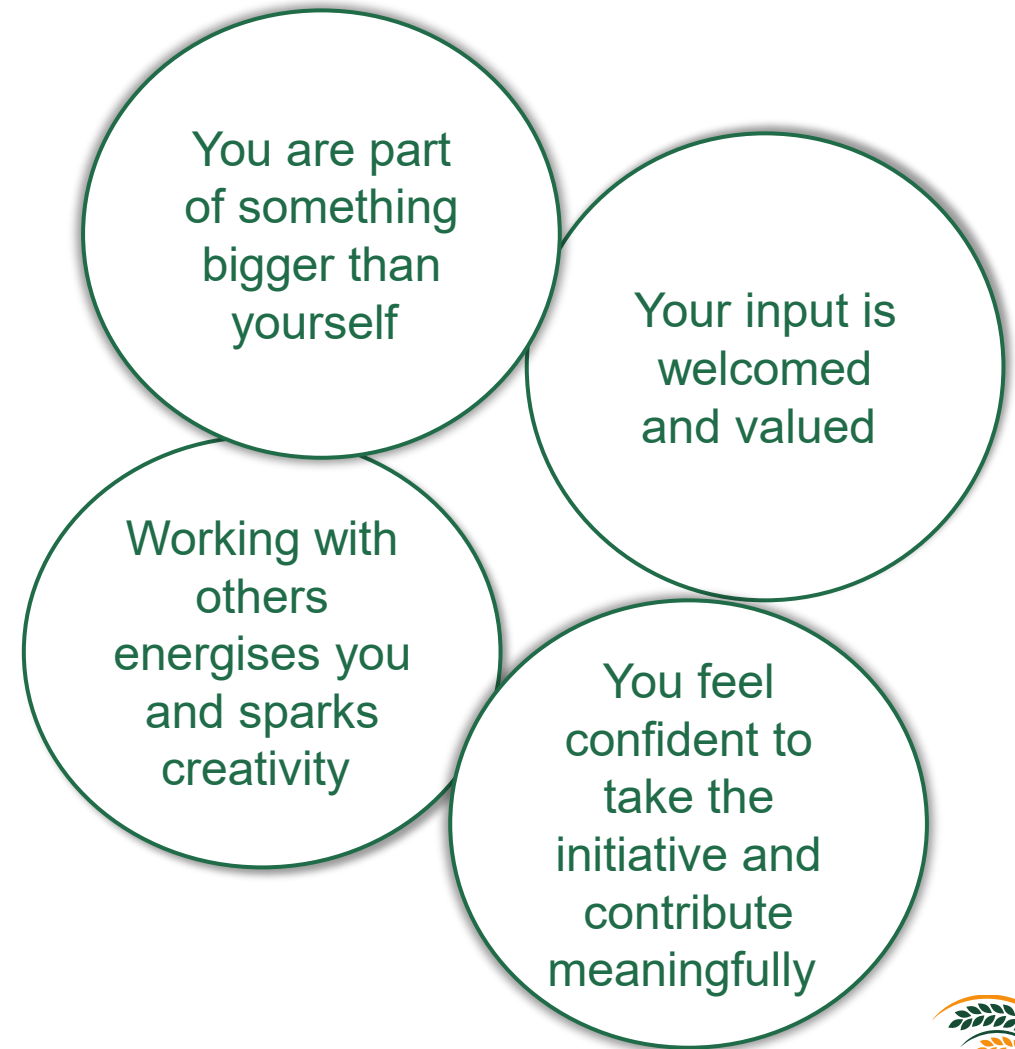 You are part
of something
bigger than
yourself
Your input is
welcomed
and valued
Working with
others
energises you
and sparks
creativity
You feel
confident to
take the
initiative and
contribute
meaningfully